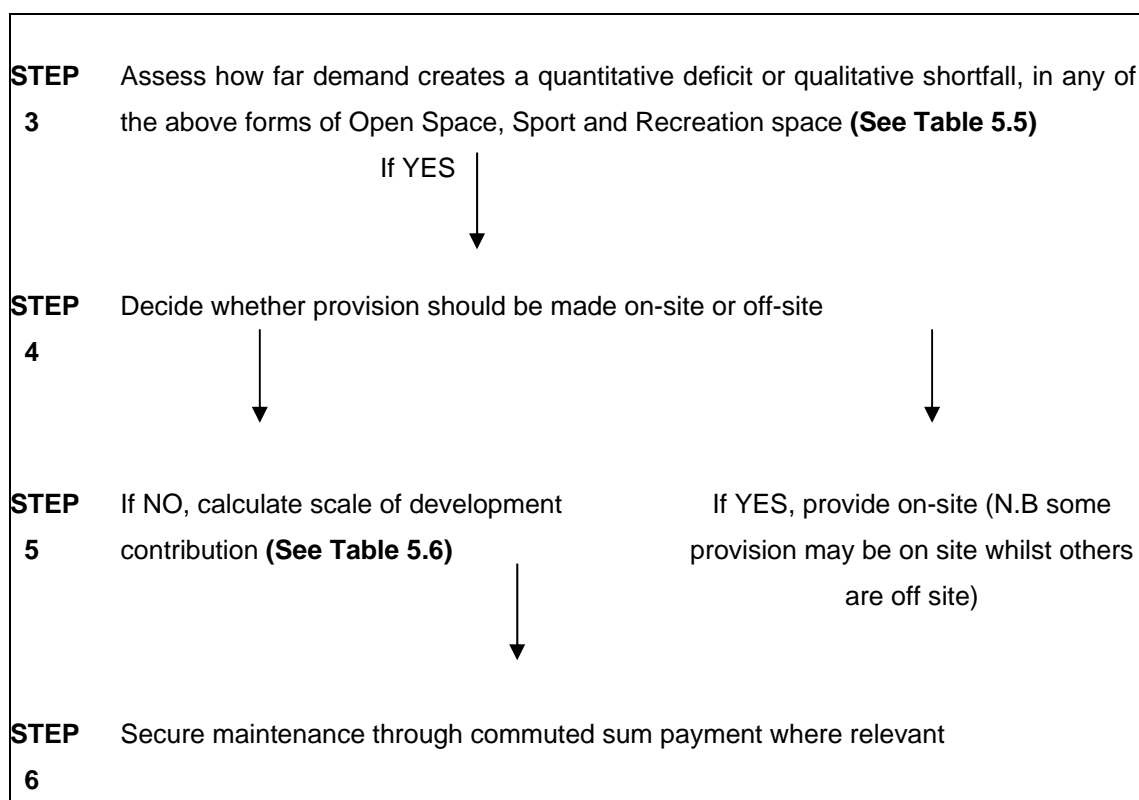 STEP Assess how far demand creates a quantitative deficit or qualitative shortfall, in any of
3 the above forms of Open Space, Sport and Recreation space (See Table 5.5)
If YES
STEP Decide whether provision should be made on-site or off-site
4
STEP If NO, calculate scale of development
5 contribution (See Table 5.6)
If YES, provide on-site (N.B some
provision may be on site whilst others
are off site)
STEP Secure maintenance through commuted sum payment where relevant
6